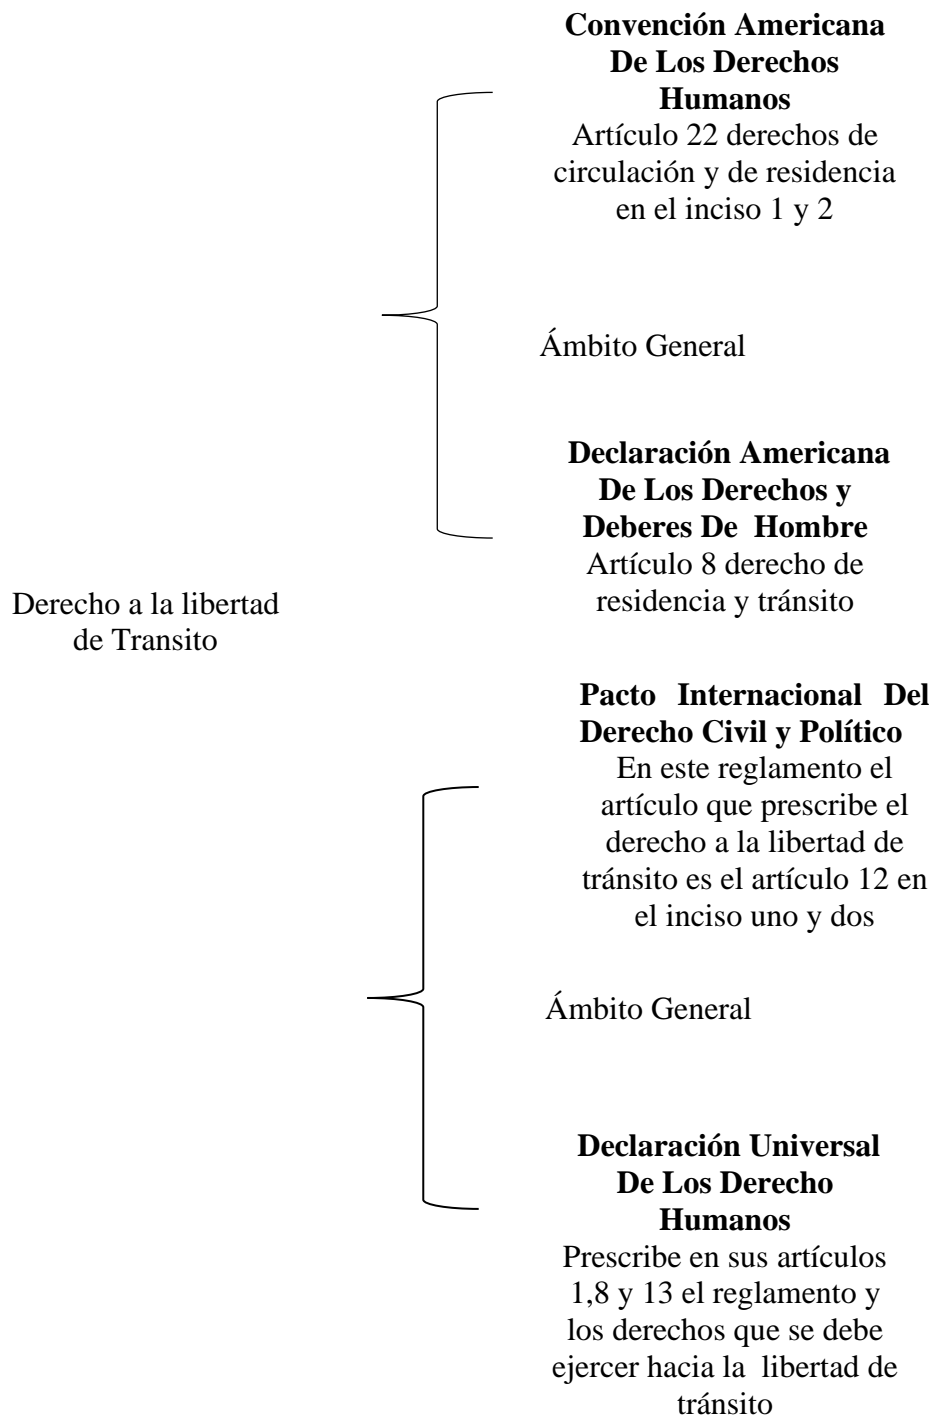 Convención Americana
De Los Derechos
Humanos
Artículo 22 derechos de
circulación y de residencia
en el inciso 1 y 2
Ámbito General
Declaración Americana
De Los Derechos y
Deberes De Hombre
Artículo 8 derecho de
residencia y tránsito
Derecho a la libertad
de Transito
Pacto Internacional Del
Derecho Civil y Político
En este reglamento el
artículo que prescribe el
derecho a la libertad de
tránsito es el artículo 12 en
el inciso uno y dos
Ámbito General
Declaración Universal
De Los Derecho
Humanos
Prescribe en sus artículos
1,8 y 13 el reglamento y
los derechos que se debe
ejercer hacia la libertad de
tránsito